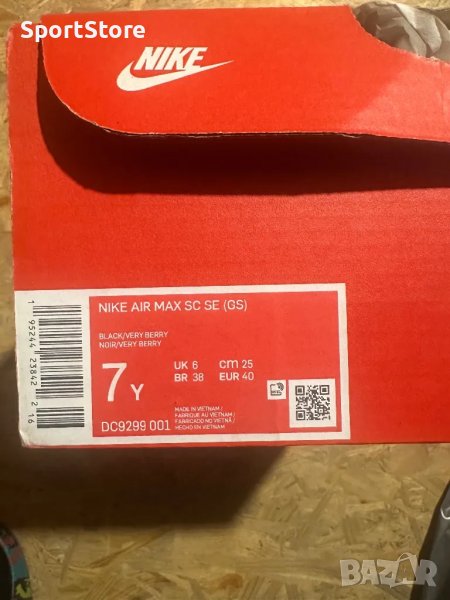 SportStore
NIKE
NIKE AIR MAX SC SE (GS)
BLACK/VERY BERRY
NOIR/VERY BERRY
7Y
UK 6 cm 25
BR 38 EUR 40
MADE IN VIETNAM /
FABRIQUE AU VIETNAM /
FABRICADO NO VIETNÃ /
HECHO EN VIETNAM
DC9299 001
1 95244 23842 2 16
BAZAR